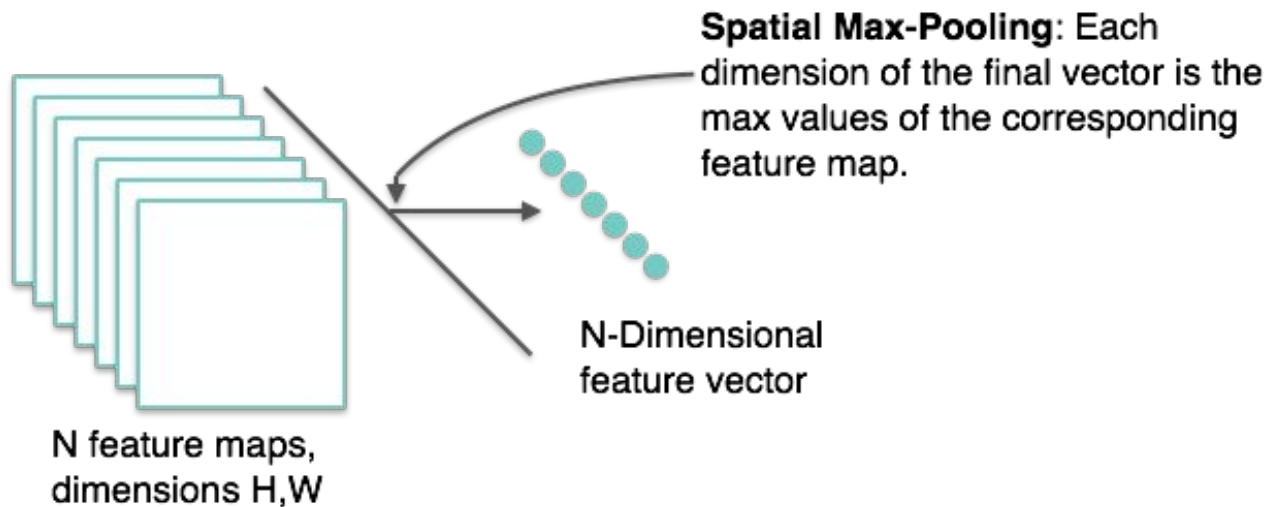 Spatial Max-Pooling: Each
dimension of the final vector is the
max values of the corresponding
feature map.
N-Dimensional
feature vector
N feature maps,
dimensions H,W